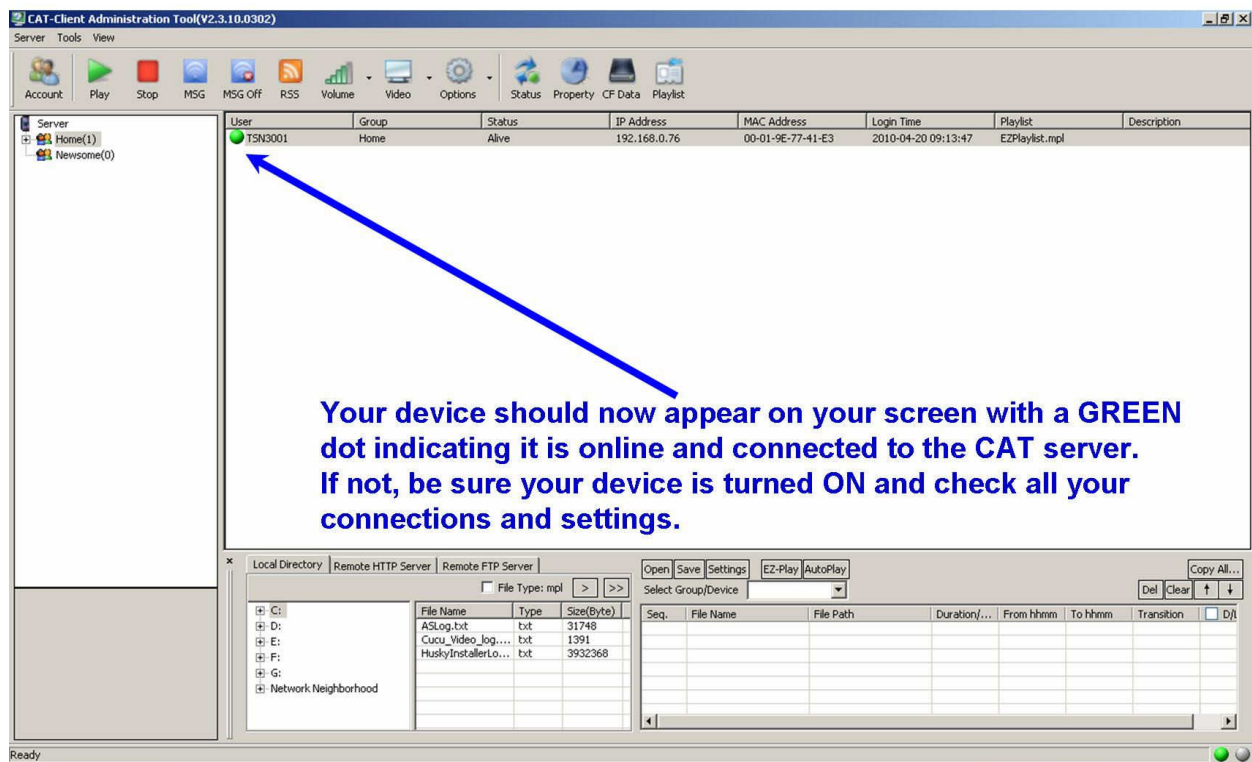 CAT-Client Administration Tool(V2.3.10.0302)
Server Tools View
Account Play Stop MSG MSG Off RSS Volume Video Options Status Property CF Data Playlist
Server
Home(1)
Newsome(0)
User Group Status IP Address MAC Address Login Time Playlist Description
TSN3001 Home Alive 192.168.0.76 00-01-9E-77-41-E3 2010-04-20 09:13:47 EZPlaylist.mpl
Your device should now appear on your screen with a GREEN
dot indicating it is online and connected to the CAT server.
If not, be sure your device is turned ON and check all your
connections and settings.
Local Directory Remote HTTP Server Remote FTP Server
File Type: mpl > >>
C:
D:
E:
F:
G:
Network Neighborhood
File Name Type Size(Byte)
ASLog.txt txt 31748
Cucu_Video_log.... txt 1391
HuskyInstallerLo... txt 3932368
Open Save Settings EZ-Play AutoPlay Copy All...
Select Group/Device Del Clear
Seq. File Name File Path Duration/... From hhmm To hhmm Transition D/L
Ready